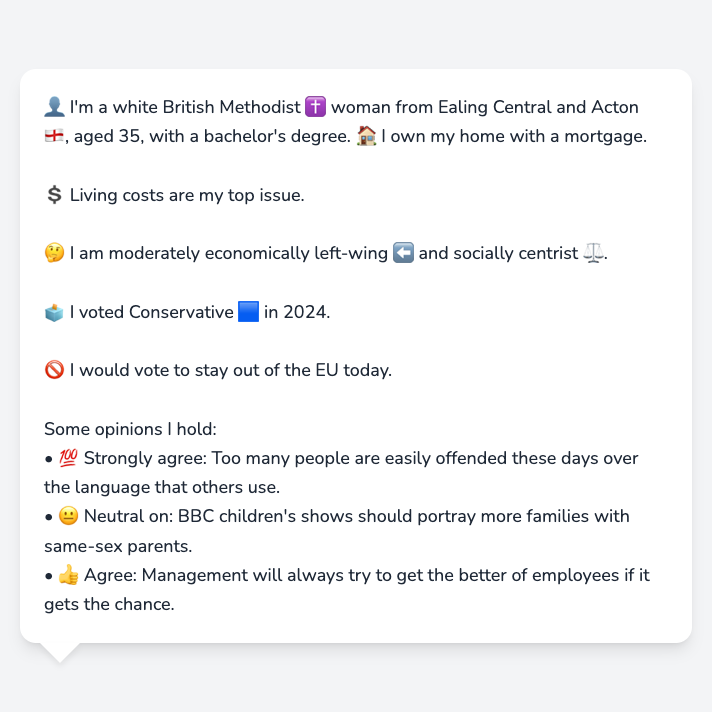 👤 I'm a white British Methodist ✝️ woman from Ealing Central and Acton
🏴󠁧󠁢󠁥󠁮󠁧󠁿, aged 35, with a bachelor's degree. 🏠 I own my home with a mortgage.
💲 Living costs are my top issue.
🤔 I am moderately economically left-wing ⬅️ and socially centrist ⚖️.
🗳️ I voted Conservative 🟦 in 2024.
🚫 I would vote to stay out of the EU today.
Some opinions I hold:
• 💯 Strongly agree: Too many people are easily offended these days over
the language that others use.
• 😐 Neutral on: BBC children's shows should portray more families with
same-sex parents.
• 👍 Agree: Management will always try to get the better of employees if it
gets the chance.